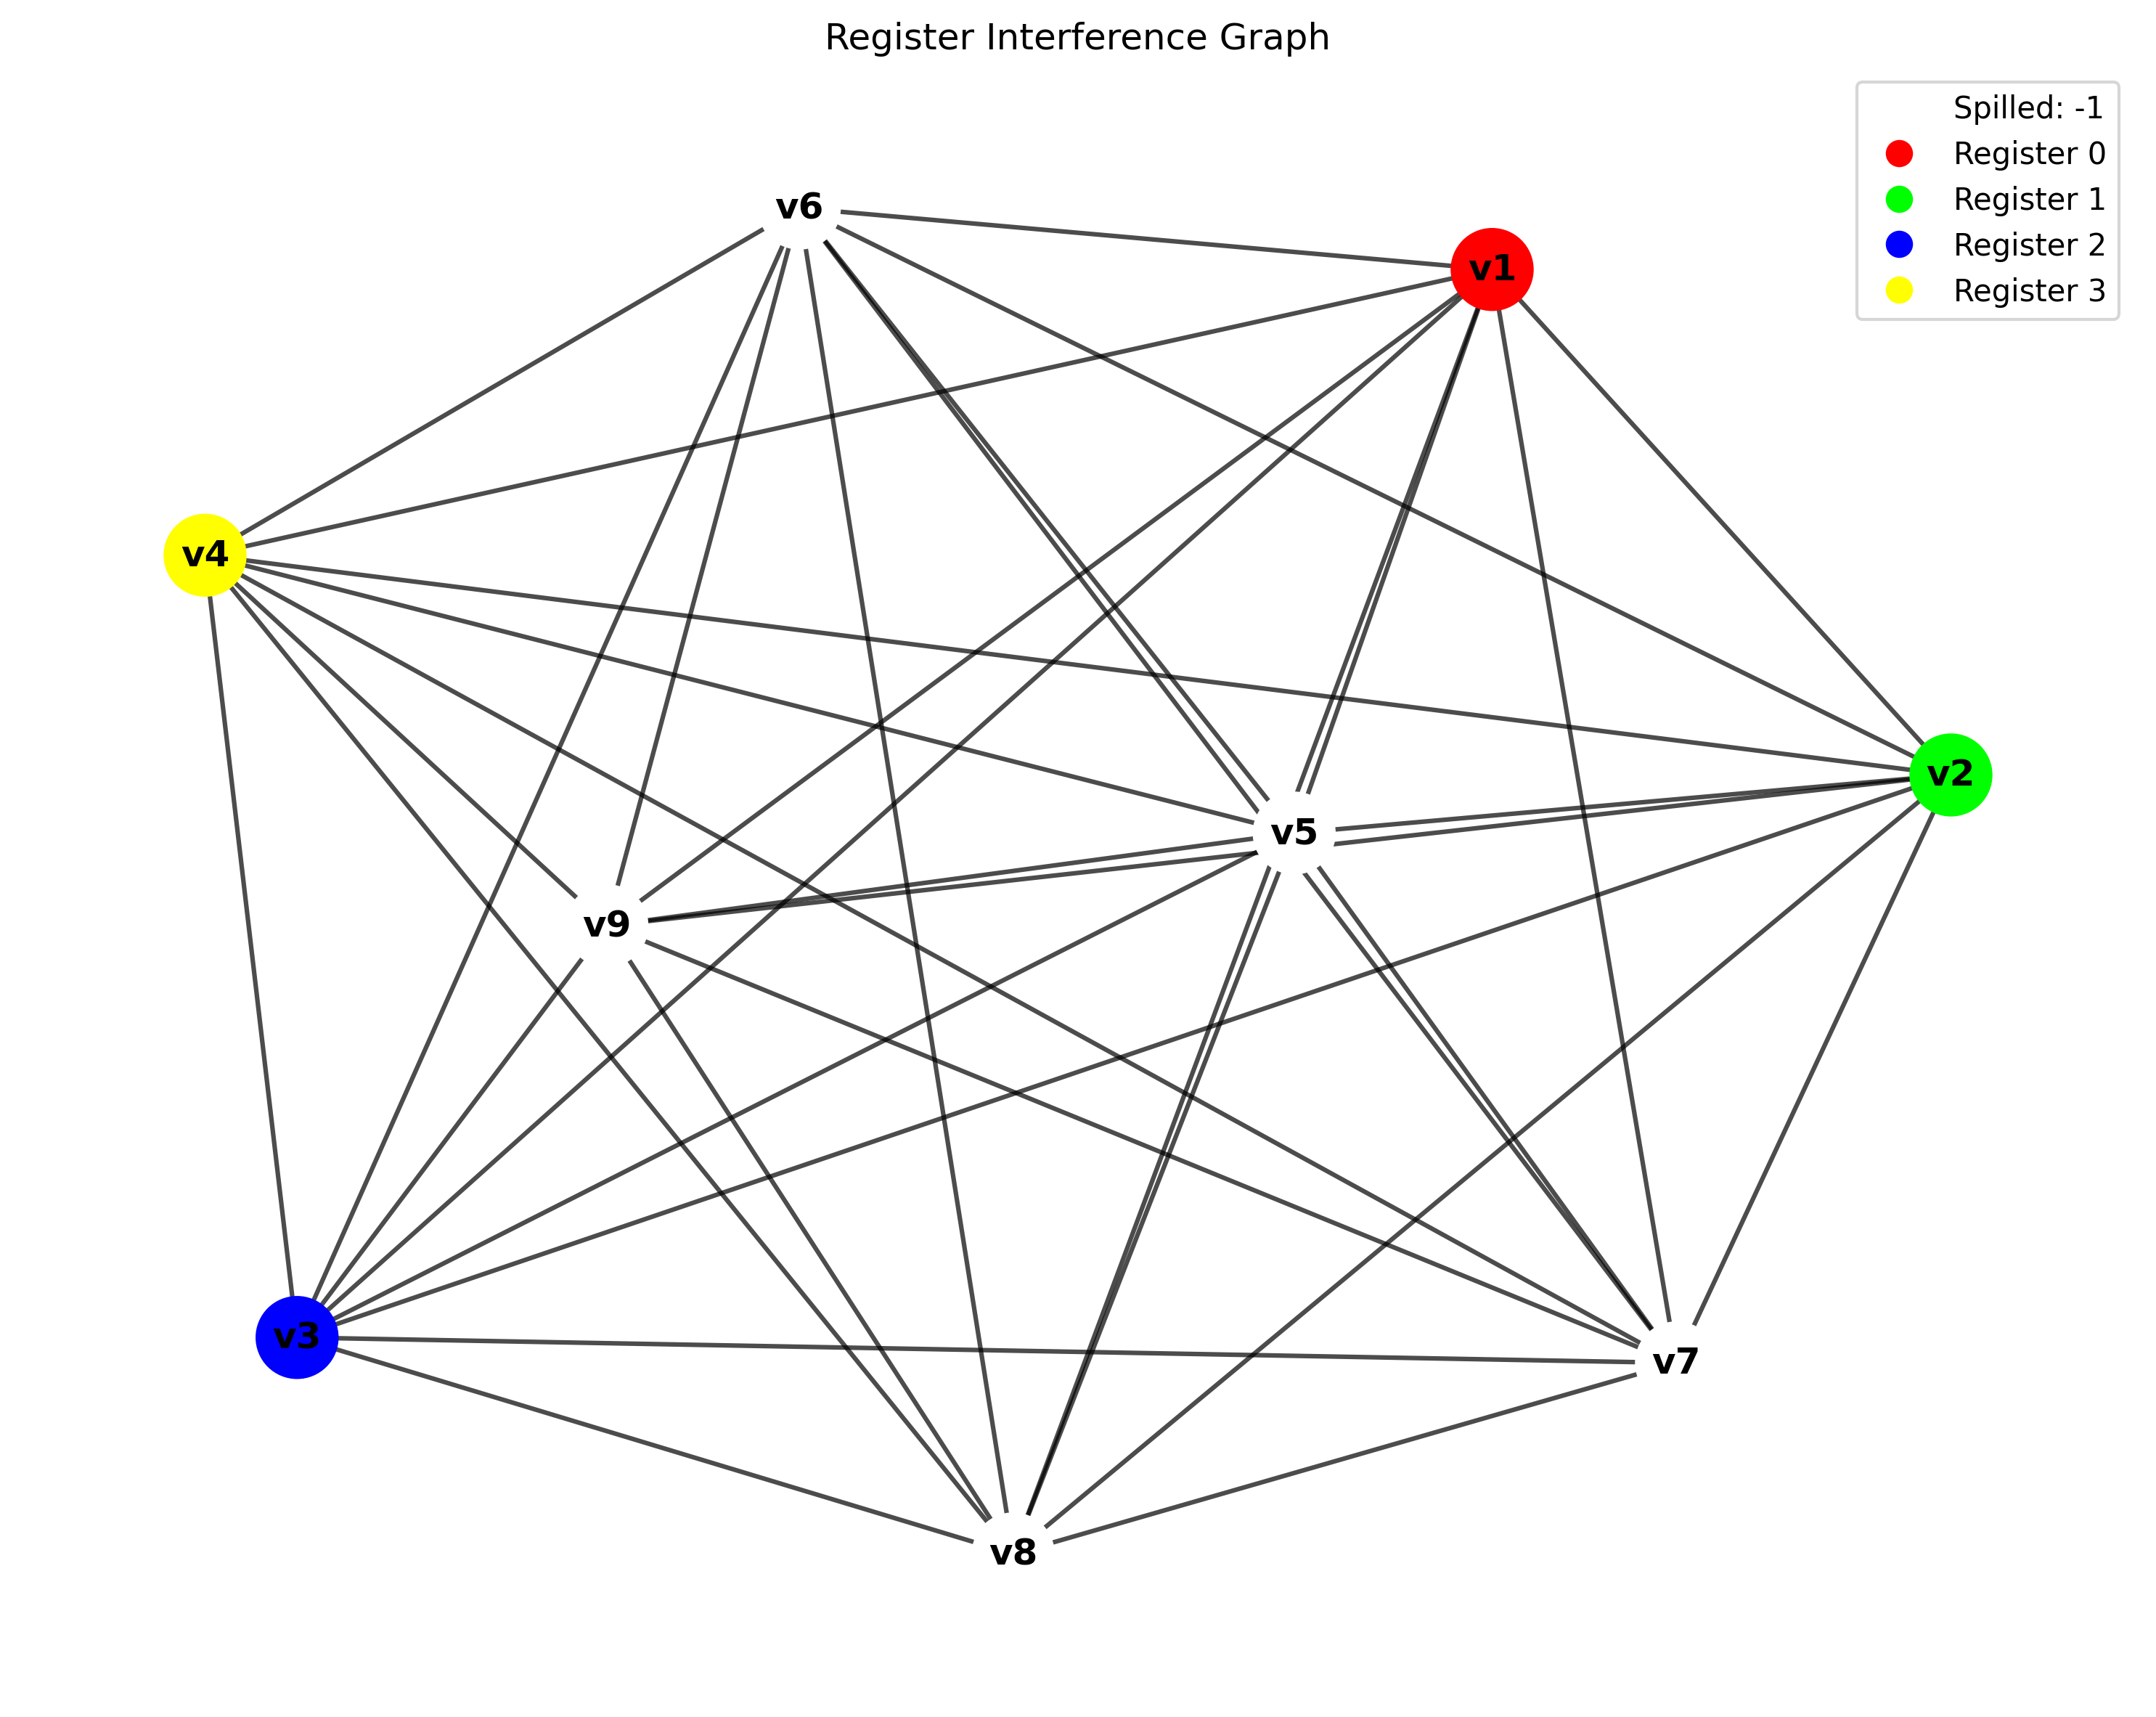 Register Interference Graph
Spilled: -1
Register 0
Register 1
Register 2
Register 3
v6
v1
v4
v2
v5
v9
v3
v7
v8